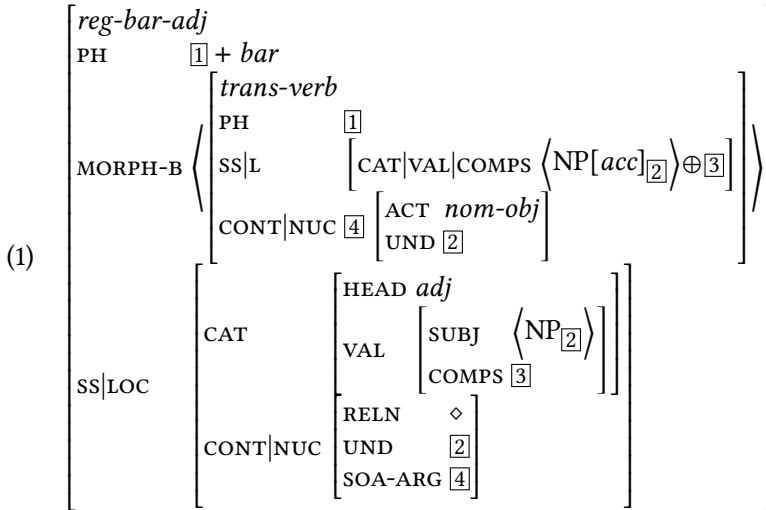 reg-bar-adj
PH 1 + bar
trans-verb
PH 1
MORPH-B ⟨ SS|L [CAT|VAL|COMPS ⟨NP[acc]2⟩⊕3] ⟩
CONT|NUC 4 [ACT nom-obj
UND 2]
(1)
HEAD adj
CAT VAL [SUBJ ⟨NP2⟩
COMPS 3]
SS|LOC
RELN ⋄
CONT|NUC UND 2
SOA-ARG 4